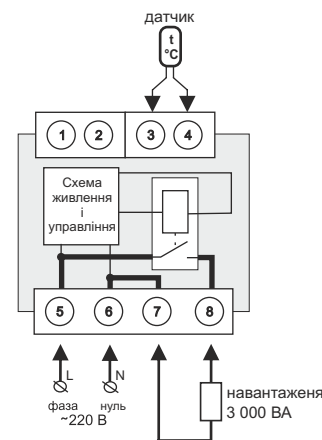 датчик
t
°C
1 2 3 4
Схема
живлення
і
управління
5 6 7 8
L N
фаза нуль
~220 В
навантаженя
3 000 ВА